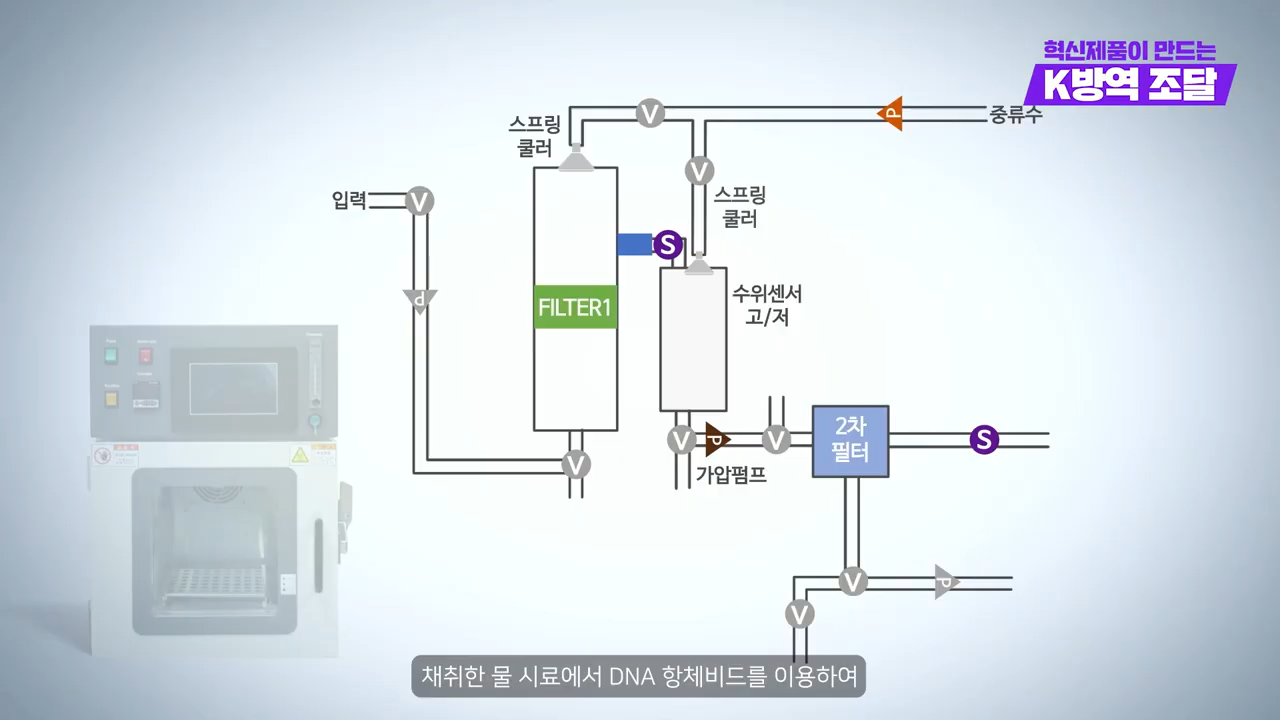 혁신제품이 만드는
K방역 조달
스프링
쿨러
V
P
중류수
입력
V
V
스프링
쿨러
S
P
FILTER1
수위센서
고/저
V
P
V
2차
필터
S
V
가압펌프
V
P
V
채취한 물 시료에서 DNA 항체비드를 이용하여